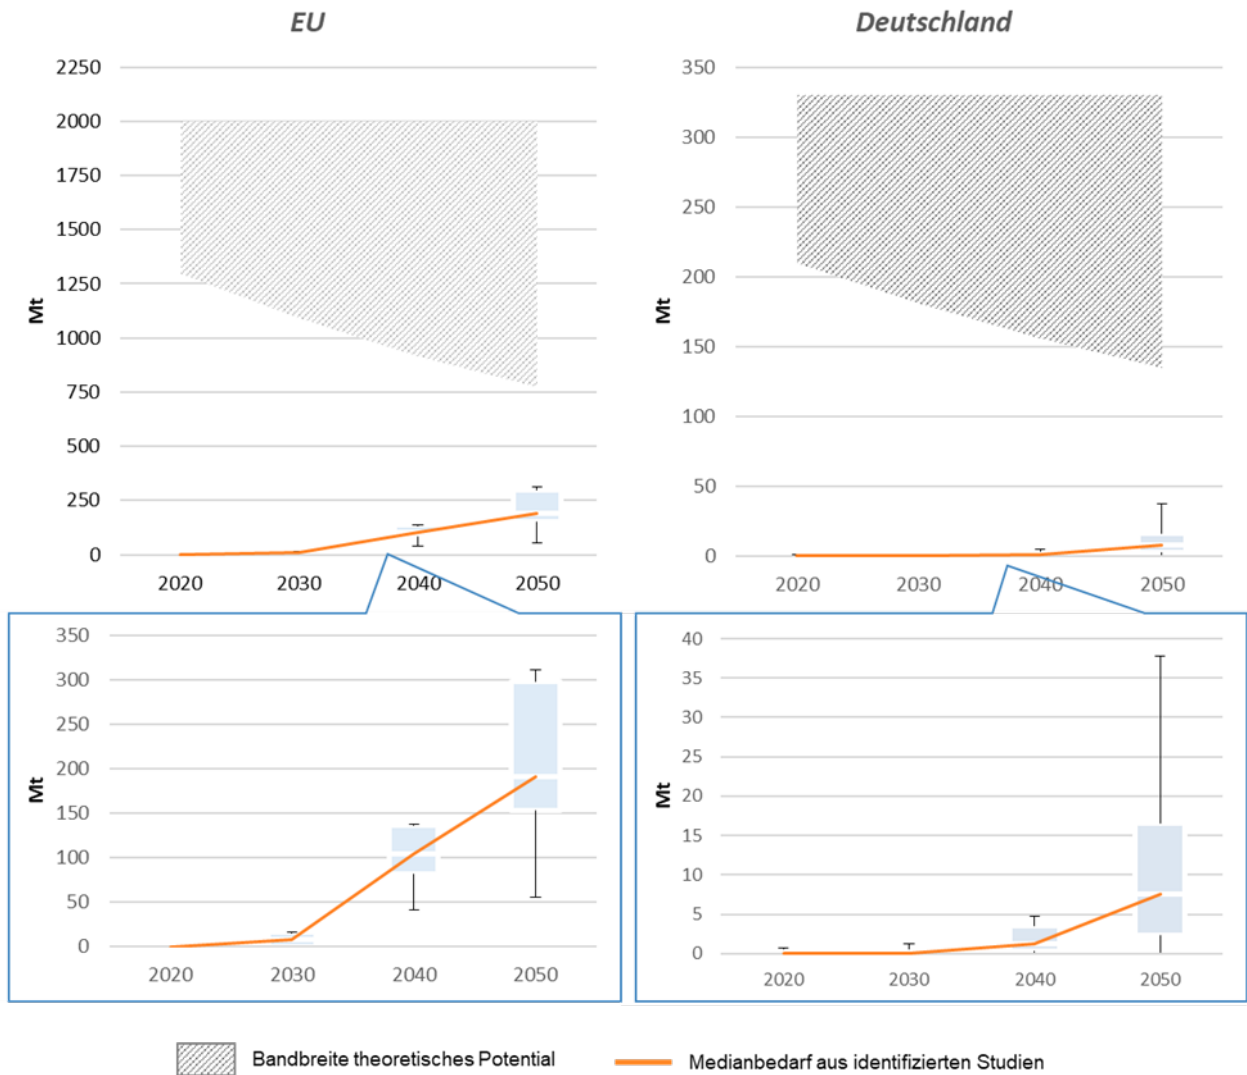 EU
2250
2000
1750
1500
1250
1000
750
500
250
0
Mt
2020 2030 2040 2050
Deutschland
350
300
250
200
150
100
50
0
Mt
2020 2030 2040 2050
350
300
250
200
150
100
50
0
Mt
2020 2030 2040 2050
40
35
30
25
20
15
10
5
0
Mt
2020 2030 2040 2050
Bandbreite theoretisches Potential
Medianbedarf aus identifizierten Studien